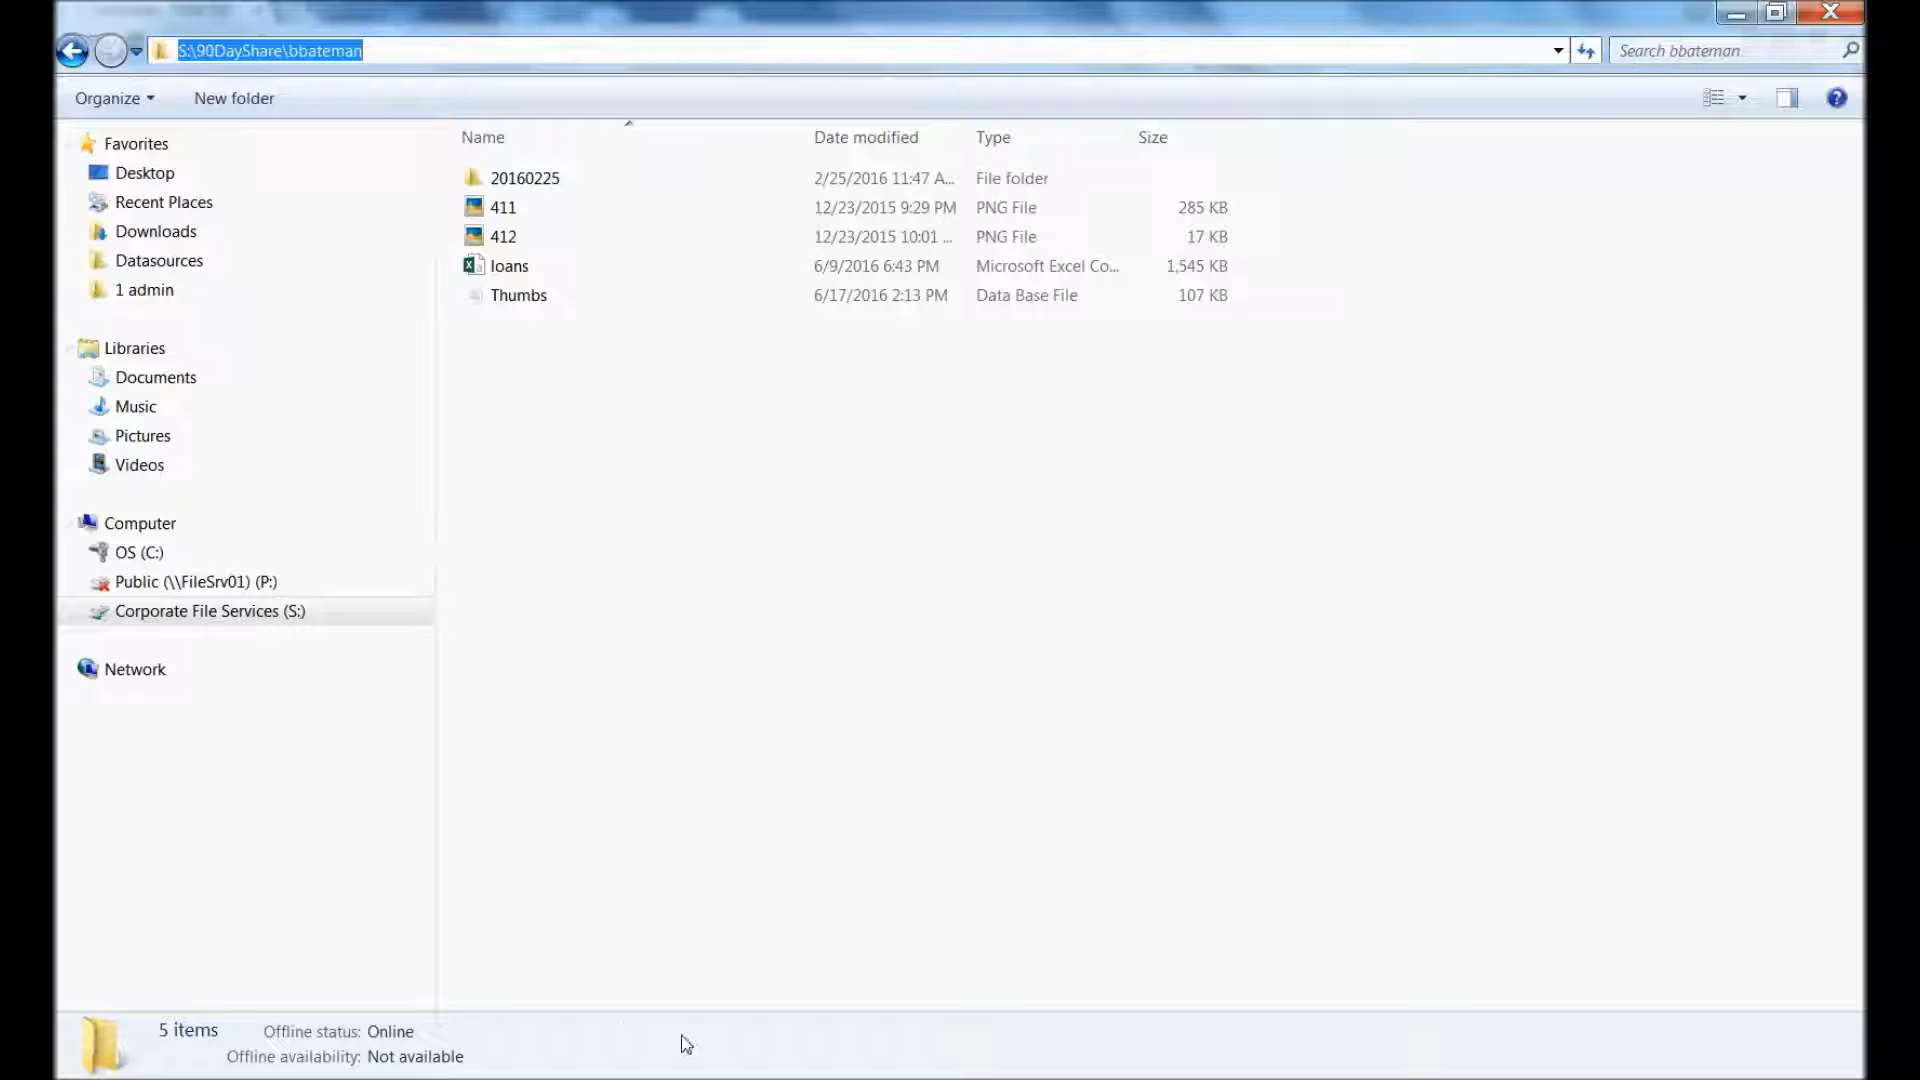 S:\90DayShare\bbateman
Search bbateman
Organize
New folder
Favorites
Desktop
Recent Places
Downloads
Datasources
1 admin
Libraries
Documents
Music
Pictures
Videos
Computer
OS (C:)
Public (\\FileSrv01) (P:)
Corporate File Services (S:)
Network
Name Date modified Type Size
20160225 2/25/2016 11:47 A... File folder
411 12/23/2015 9:29 PM PNG File 285 KB
412 12/23/2015 10:01 ... PNG File 17 KB
loans 6/9/2016 6:43 PM Microsoft Excel Co... 1,545 KB
Thumbs 6/17/2016 2:13 PM Data Base File 107 KB
5 items Offline status: Online
Offline availability: Not available